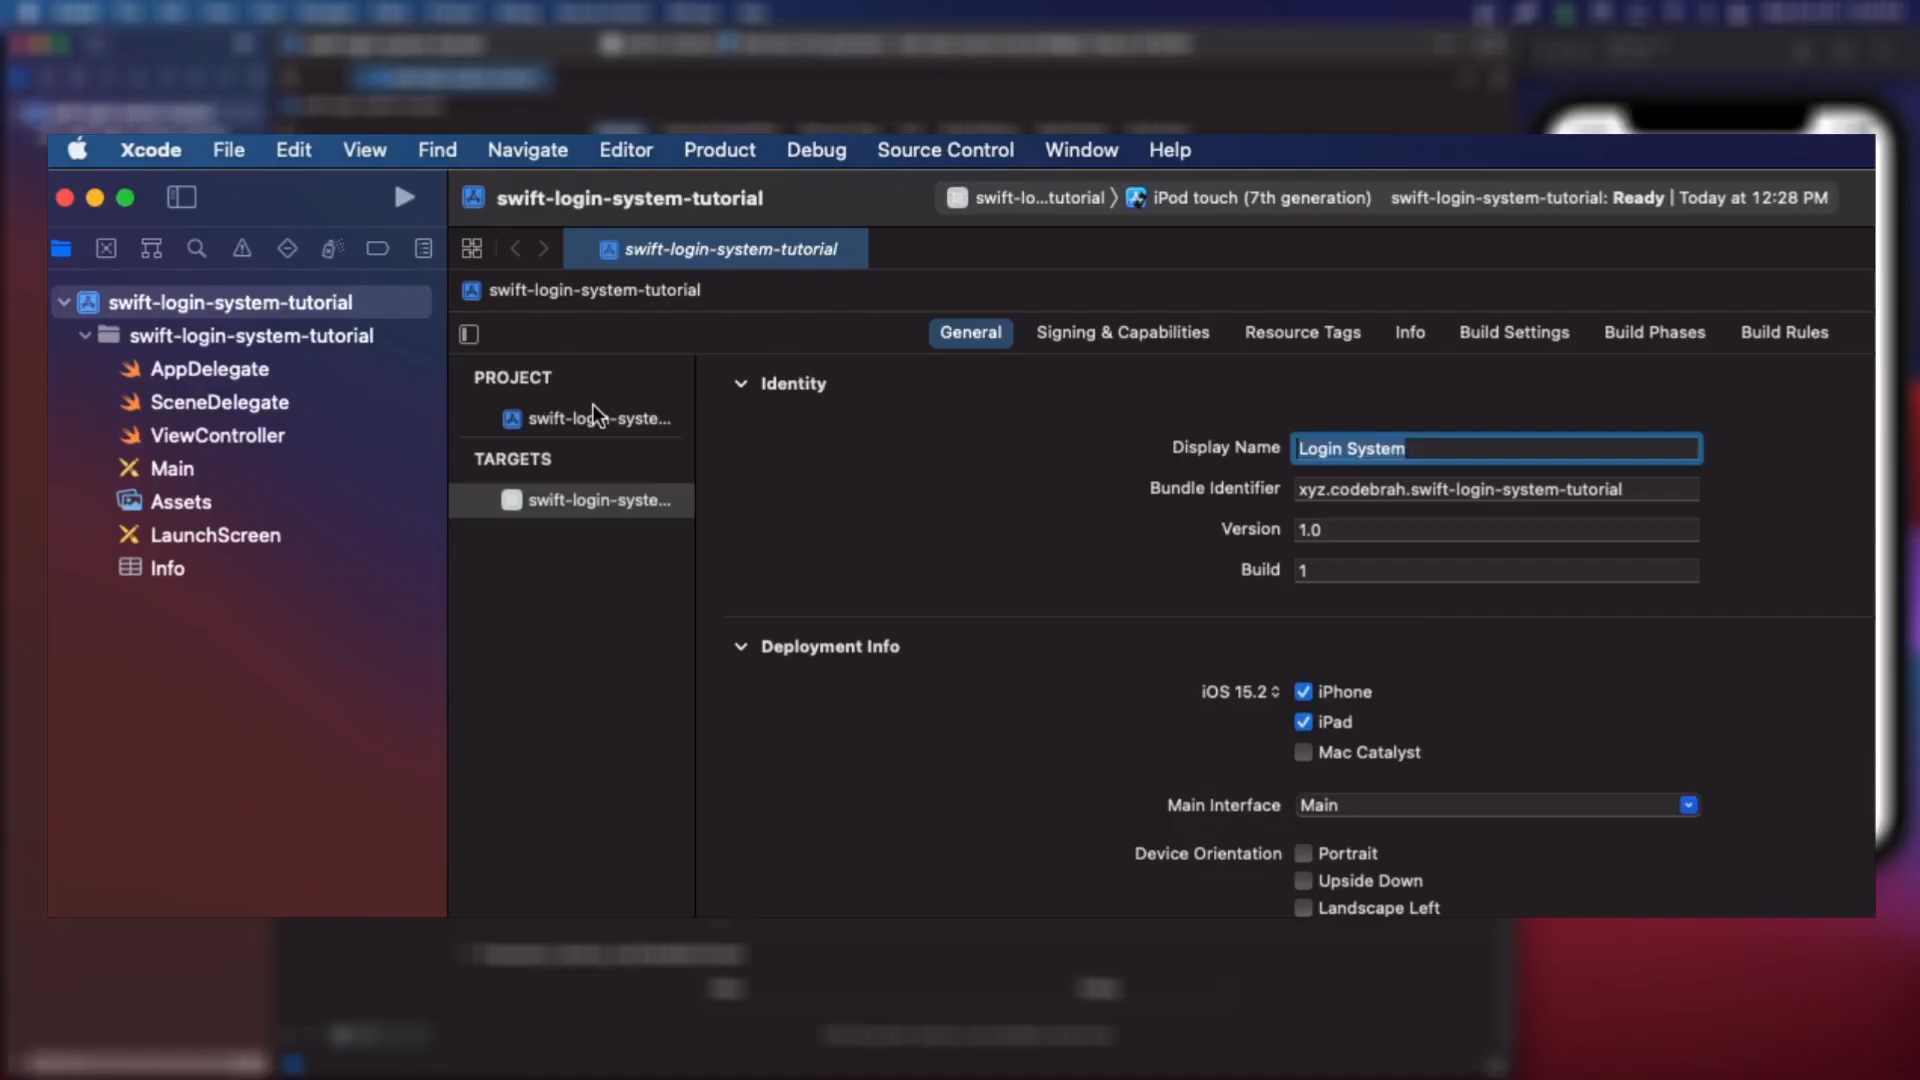 Xcode File Edit View Find Navigate Editor Product Debug Source Control Window Help
swift-login-system-tutorial
swift-lo...tutorial 〉 iPod touch (7th generation)
swift-login-system-tutorial: Ready | Today at 12:28 PM
swift-login-system-tutorial
swift-login-system-tutorial
swift-login-system-tutorial
swift-login-system-tutorial
AppDelegate
SceneDelegate
ViewController
Main
Assets
LaunchScreen
Info
General Signing & Capabilities Resource Tags Info Build Settings Build Phases Build Rules
PROJECT
swift-login-syste...
TARGETS
swift-login-syste...
Identity
Display Name Login System
Bundle Identifier xyz.codebrah.swift-login-system-tutorial
Version 1.0
Build 1
Deployment Info
iOS 15.2 iPhone
iPad
Mac Catalyst
Main Interface Main
Device Orientation Portrait
Upside Down
Landscape Left